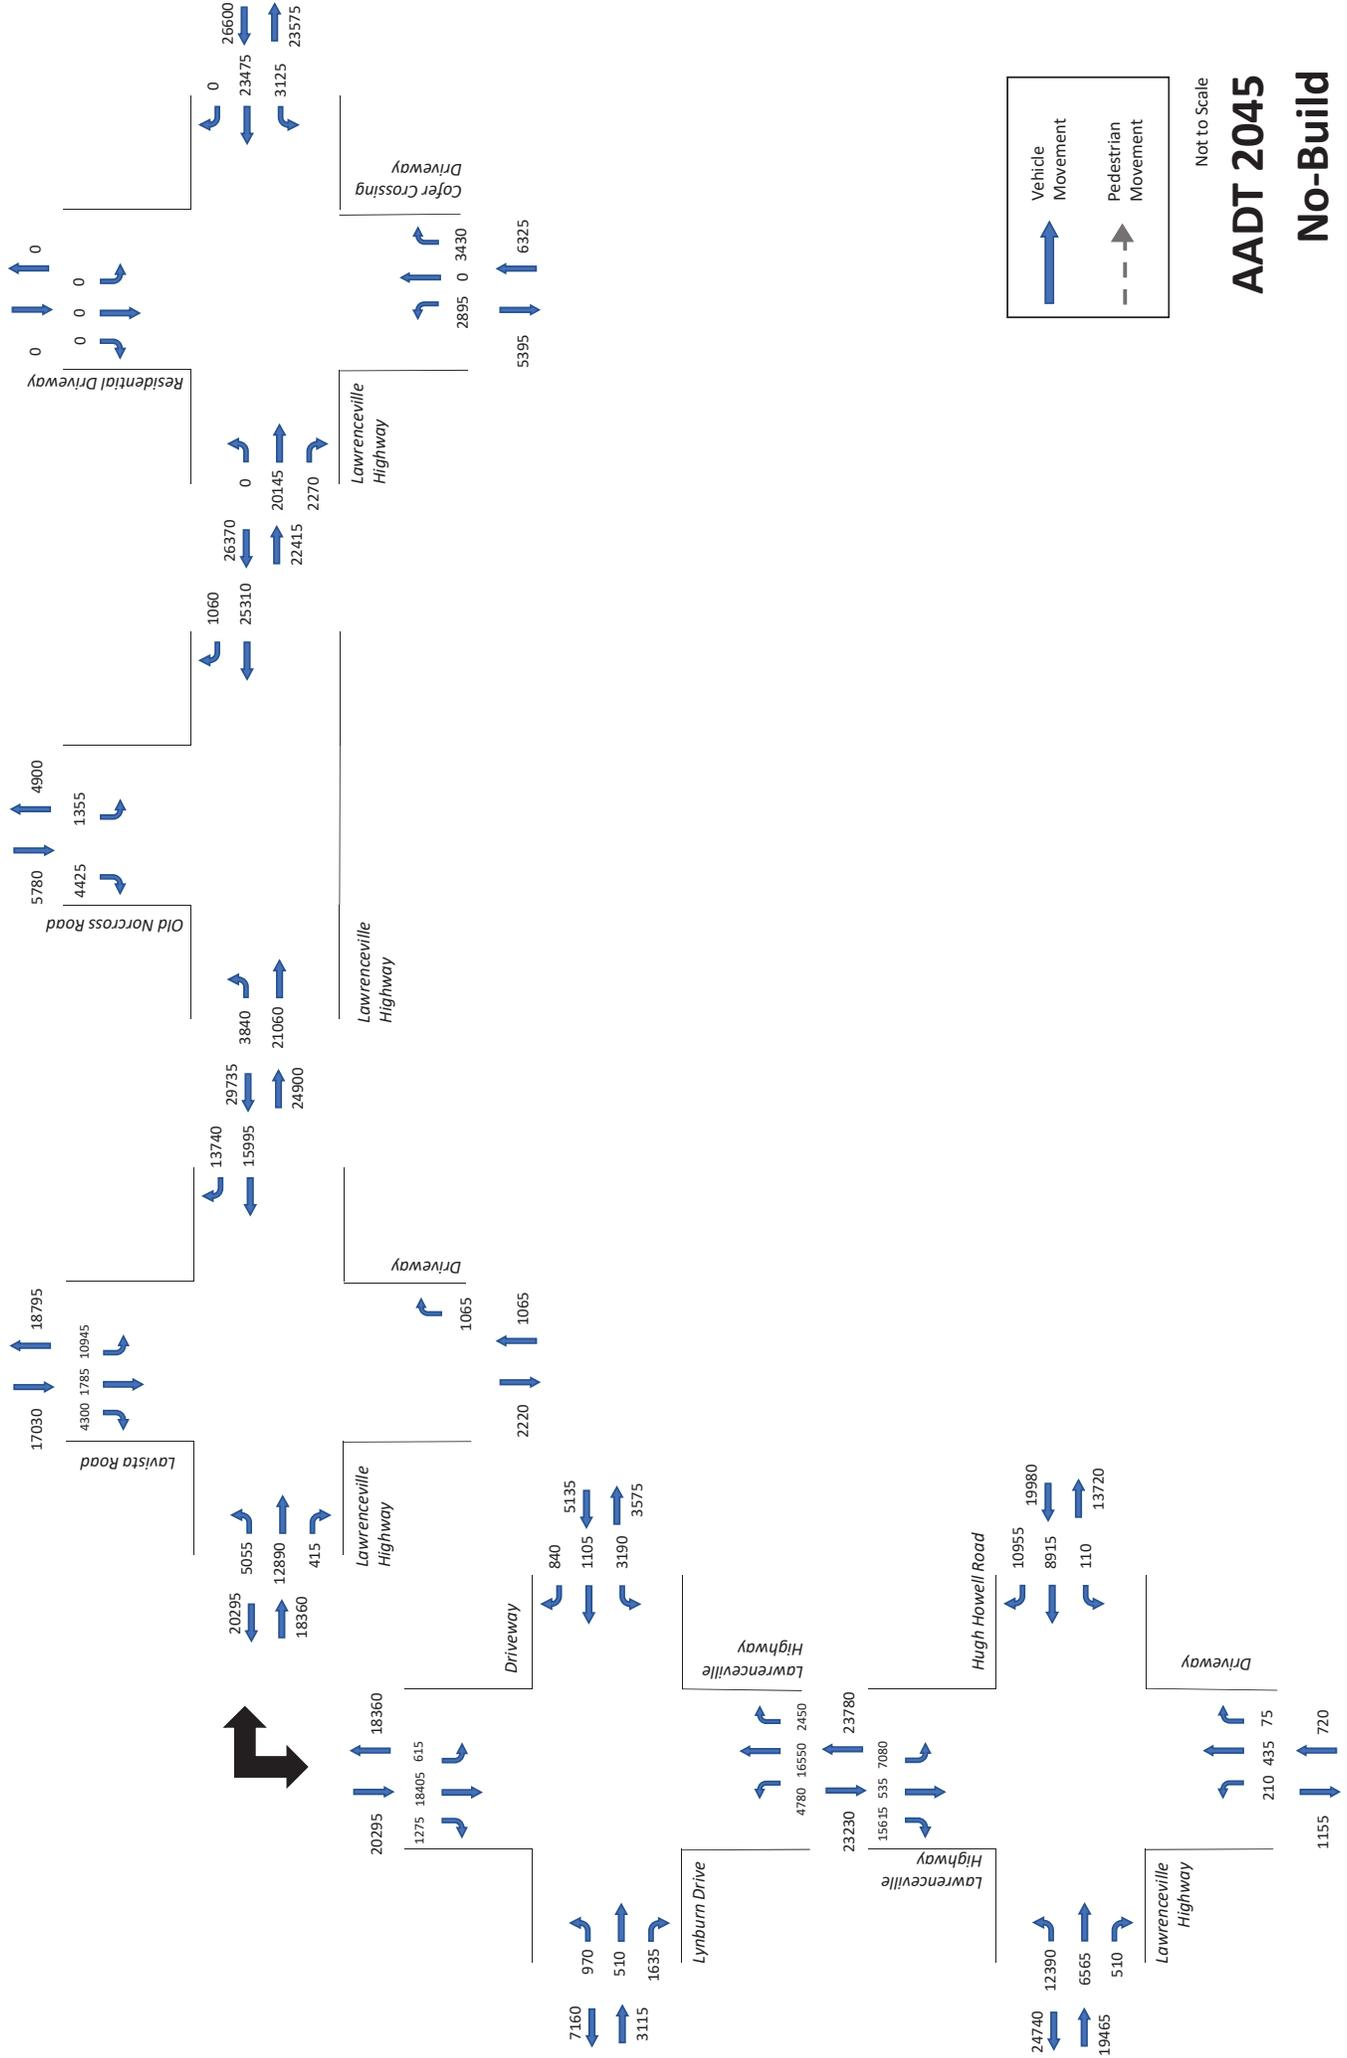 26600
0
23475
23575
3125
0
0
0
0
0
0
Residential Driveway
Cofer Crossing
Driveway
3430
0
2895
6325
5395
Lawrenceville
Highway
0
20145
2270
26370
22415
1060
25310
4900
1355
5780
4425
Old Norcross Road
Lawrenceville
Highway
3840
21060
29735
24900
13740
15995
18795
10945
1785
4300
17030
Lavista Road
Driveway
1065
1065
2220
Lawrenceville
Highway
5055
12890
415
20295
18360
Driveway
840
1105
3190
5135
3575
18360
615
18405
1275
20295
Lawrenceville
Highway
2450
16550
4780
Lynburn Drive
970
510
1635
7160
3115
Hugh Howell Road
10955
8915
110
19980
13720
23780
7080
535
15615
23230
Lawrenceville
Highway
Driveway
75
435
210
720
1155
Lawrenceville
Highway
12390
6565
510
24740
19465
Vehicle
Movement
Pedestrian
Movement
Not to Scale
AADT 2045
No-Build